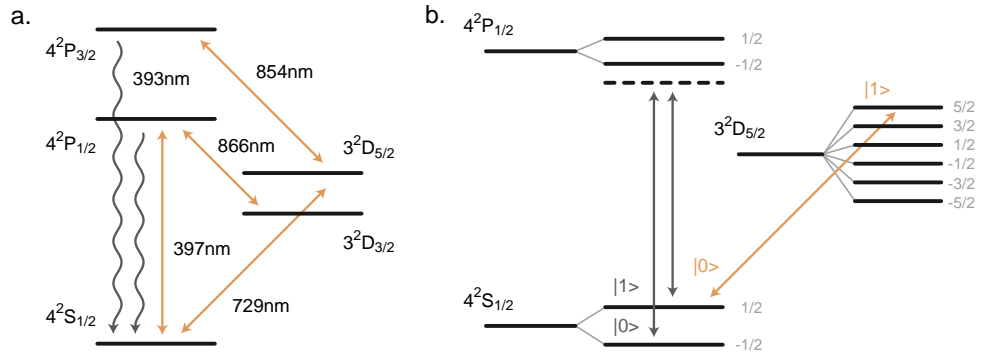 a.
4²P₃/₂
393nm
854nm
4²P₁/₂
866nm
3²D₅/₂
3²D₃/₂
397nm
729nm
4²S₁/₂
b.
4²P₁/₂
1/2
-1/2
|1>
3²D₅/₂
5/2
3/2
1/2
-1/2
-3/2
-5/2
|0>
|1>
4²S₁/₂
1/2
|0>
-1/2